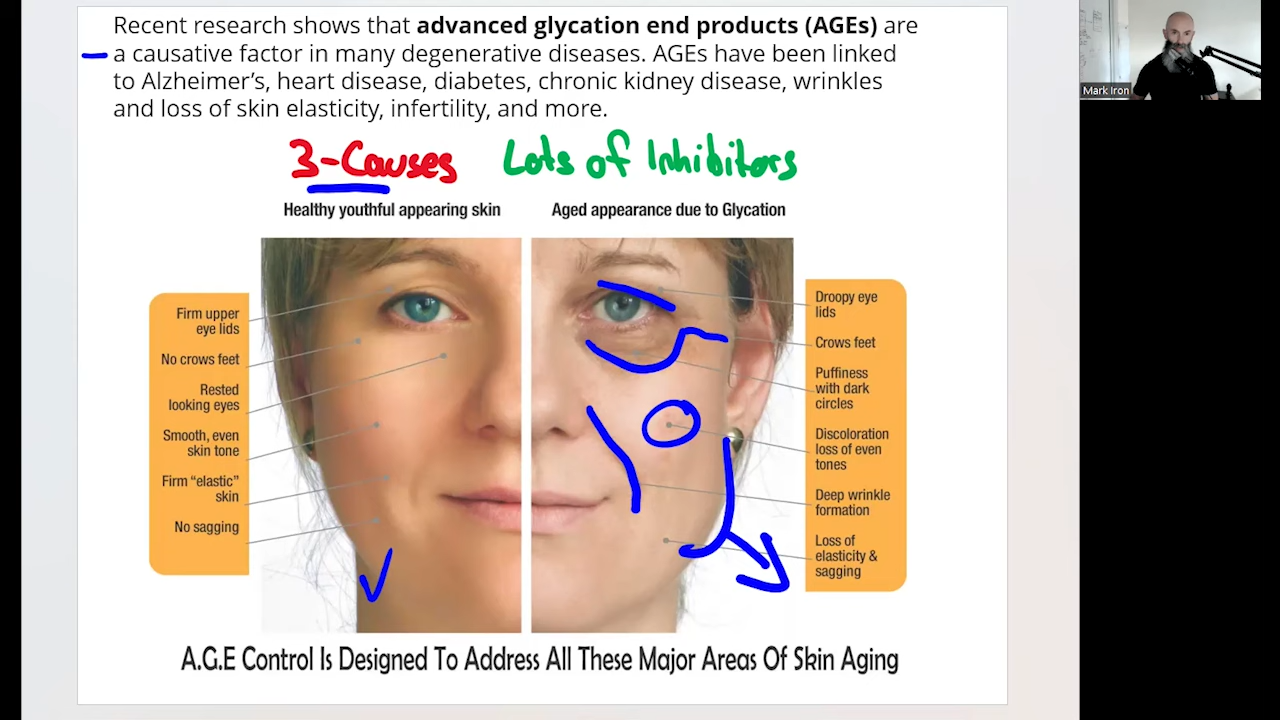 Recent research shows that advanced glycation end products (AGEs) are
a causative factor in many degenerative diseases. AGEs have been linked
to Alzheimer's, heart disease, diabetes, chronic kidney disease, wrinkles
and loss of skin elasticity, infertility, and more.
Mark Iron
3-Causes
Lots of Inhibitors
Healthy youthful appearing skin
Aged appearance due to Glycation
Firm upper
eye lids
No crows feet
Rested
looking eyes
Smooth, even
skin tone
Firm “elastic”
skin
No sagging
Droopy eye
lids
Crows feet
Puffiness
with dark
circles
Discoloration
loss of even
tones
Deep wrinkle
formation
Loss of
elasticity &
sagging
A.G.E Control Is Designed To Address All These Major Areas Of Skin Aging